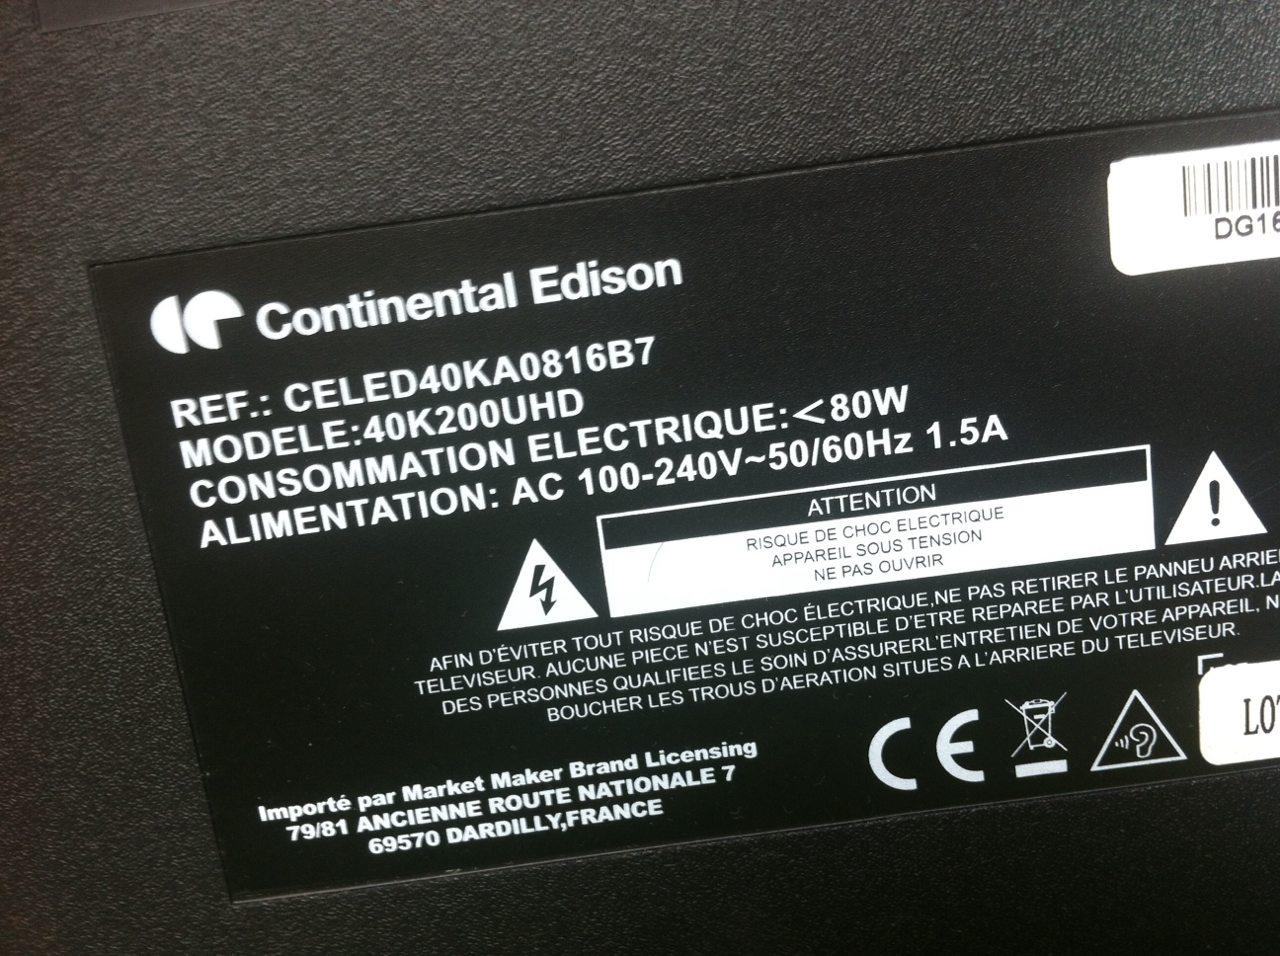 Continental Edison
REF.: CELED40KA0816B7
MODELE:40K200UHD
CONSOMMATION ELECTRIQUE:<80W
ALIMENTATION: AC 100-240V~50/60Hz 1.5A
DG16
ATTENTION
RISQUE DE CHOC ELECTRIQUE
APPAREIL SOUS TENSION
NE PAS OUVRIR
AFIN D'ÉVITER TOUT RISQUE DE CHOC ÉLECTRIQUE,NE PAS RETIRER LE PANNEU ARRIE
TELEVISEUR. AUCUNE PIECE N'EST SUSCEPTIBLE D'ETRE REPAREE PAR L'UTILISATEUR.LA
DES PERSONNES QUALIFIEES LE SOIN D'ASSURERL'ENTRETIEN DE VOTRE APPAREIL, N
BOUCHER LES TROUS D'AERATION SITUES A L'ARRIERE DU TELEVISEUR.
CE
LOT
Importé par Market Maker Brand Licensing
79/81 ANCIENNE ROUTE NATIONALE 7
69570 DARDILLY,FRANCE